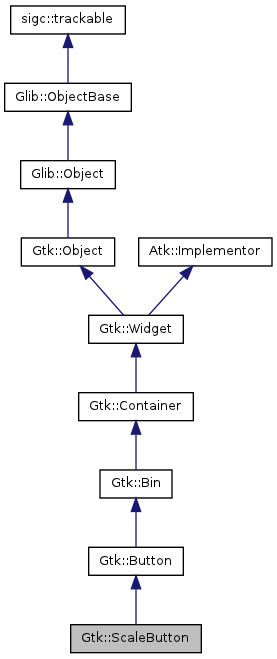 sigc::trackable
Glib::ObjectBase
Glib::Object
Gtk::Object
Atk::Implementor
Gtk::Widget
Gtk::Container
Gtk::Bin
Gtk::Button
Gtk::ScaleButton